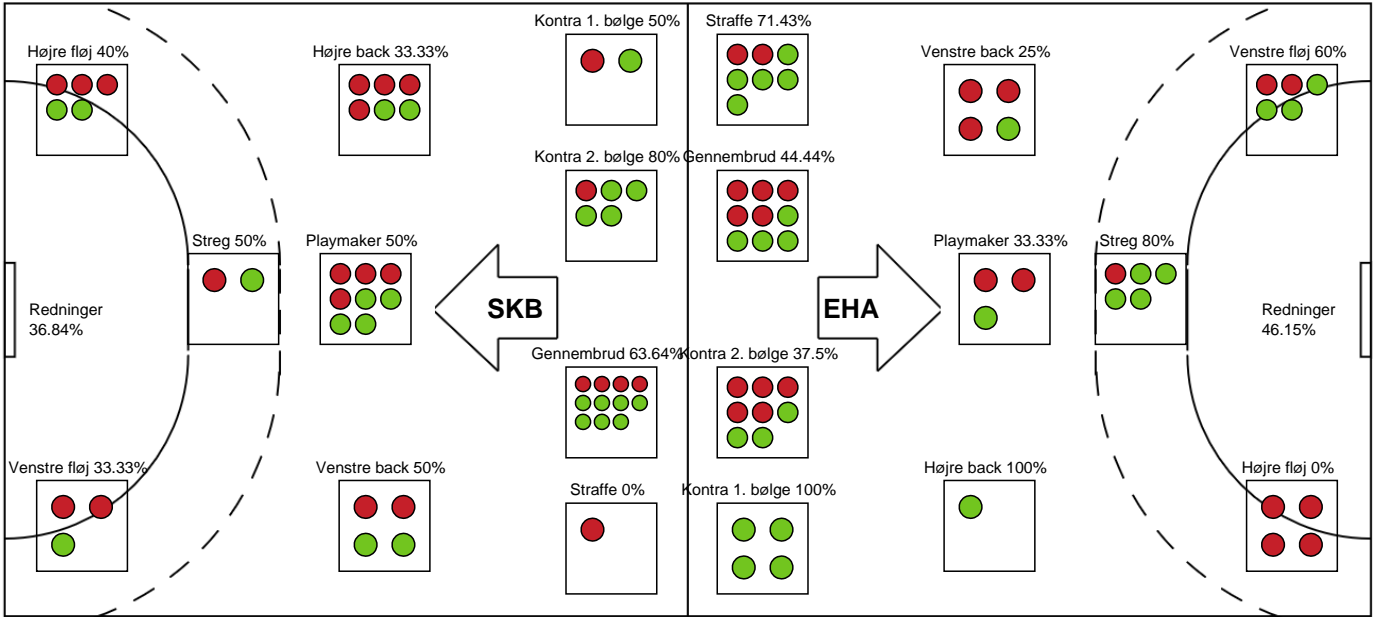 Kontra 1. bølge 50%
Straffe 71.43%
Højre fløj 40%
Højre back 33.33%
Venstre back 25%
Venstre fløj 60%
Kontra 2. bølge 80%
Gennembrud 44.44%
Streg 50%
Playmaker 50%
Playmaker 33.33%
Streg 80%
SKB
EHA
Redninger
36.84%
Redninger
46.15%
Gennembrud 63.64%
Kontra 2. bølge 37.5%
Venstre fløj 33.33%
Venstre back 50%
Straffe 0%
Kontra 1. bølge 100%
Højre back 100%
Højre fløj 0%